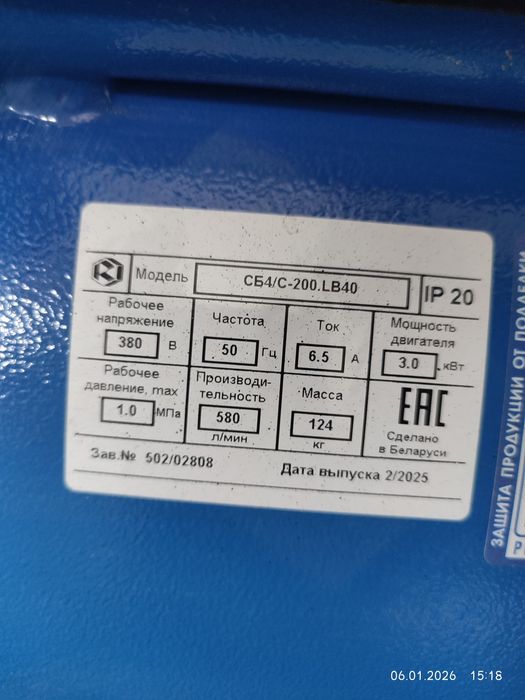 Модель СБ4/С-200.LB40 IP 20
Рабочее напряжение 380 В
Частота 50 Гц
Ток 6.5 А
Мощность двигателя 3.0 кВт
Рабочее давление, max 1.0 МПа
Производи-
тельность 580 л/мин
Масса 124 кг
ЕАС
Сделано
в Беларуси
Зав.№ 502/02808 Дата выпуска 2/2025
ЗАЩИТА ПРОДУКЦИИ ОТ ПОДДЕЛКИ
06.01.2026 15:18